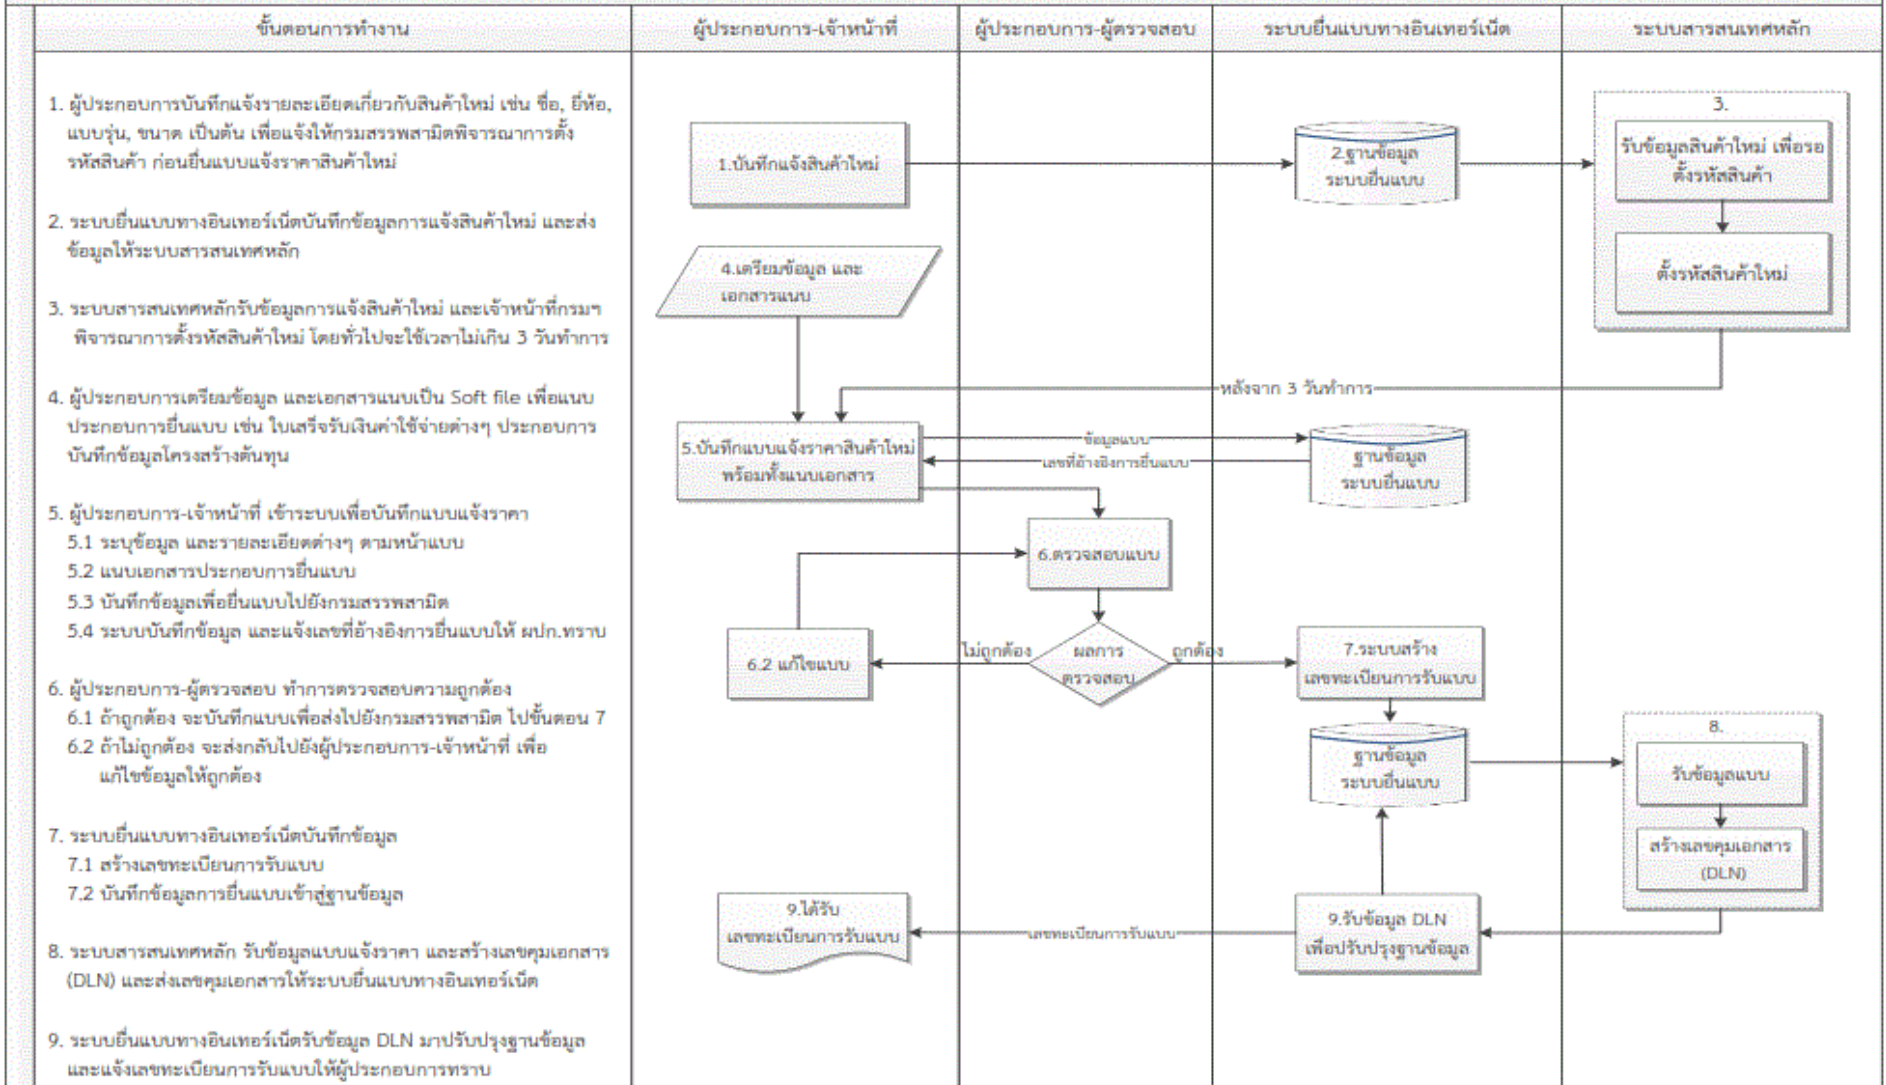 ขั้นตอนการทำงาน
ผู้ประกอบการ-เจ้าหน้าที่
ผู้ประกอบการ-ผู้ตรวจสอบ
ระบบยื่นแบบทางอินเทอร์เน็ต
ระบบสารสนเทศหลัก
1. ผู้ประกอบการบันทึกแจ้งรายละเอียดเกี่ยวกับสินค้าใหม่ เช่น ชื่อ, ยี่ห้อ,
แบบรุ่น, ขนาด เป็นต้น เพื่อแจ้งให้กรมสรรพสามิตพิจารณาการตั้ง
รหัสสินค้า ก่อนยื่นแบบแจ้งราคาสินค้าใหม่
2. ระบบยื่นแบบทางอินเทอร์เน็ตบันทึกข้อมูลการแจ้งสินค้าใหม่ และส่ง
ข้อมูลให้ระบบสารสนเทศหลัก
3. ระบบสารสนเทศหลักรับข้อมูลการแจ้งสินค้าใหม่ และเจ้าหน้าที่กรมฯ
พิจารณาการตั้งรหัสสินค้าใหม่ โดยทั่วไปจะใช้เวลาไม่เกิน 3 วันทำการ
4. ผู้ประกอบการเตรียมข้อมูล และเอกสารแนบเป็น Soft file เพื่อแนบ
ประกอบการยื่นแบบ เช่น ใบเสร็จรับเงินค่าใช้จ่ายต่างๆ ประกอบการ
บันทึกข้อมูลโครงสร้างต้นทุน
5. ผู้ประกอบการ-เจ้าหน้าที่ เข้าระบบเพื่อบันทึกแบบแจ้งราคา
5.1 ระบุข้อมูล และรายละเอียดต่างๆ ตามหน้าแบบ
5.2 แนบเอกสารประกอบการยื่นแบบ
5.3 บันทึกข้อมูลเพื่อยื่นแบบไปยังกรมสรรพสามิต
5.4 ระบบบันทึกข้อมูล และแจ้งเลขที่อ้างอิงการยื่นแบบให้ ผปก.ทราบ
6. ผู้ประกอบการ-ผู้ตรวจสอบ ทำการตรวจสอบความถูกต้อง
6.1 ถ้าถูกต้อง จะบันทึกแบบเพื่อส่งไปยังกรมสรรพสามิต ไปขั้นตอน 7
6.2 ถ้าไม่ถูกต้อง จะส่งกลับไปยังผู้ประกอบการ-เจ้าหน้าที่ เพื่อ
แก้ไขข้อมูลให้ถูกต้อง
7. ระบบยื่นแบบทางอินเทอร์เน็ตบันทึกข้อมูล
7.1 สร้างเลขทะเบียนการรับแบบ
7.2 บันทึกข้อมูลการยื่นแบบเข้าสู่ฐานข้อมูล
8. ระบบสารสนเทศหลัก รับข้อมูลแบบแจ้งราคา และสร้างเลขคุมเอกสาร
(DLN) และส่งเลขคุมเอกสารให้ระบบยื่นแบบทางอินเทอร์เน็ต
9. ระบบยื่นแบบทางอินเทอร์เน็ตรับข้อมูล DLN มาปรับปรุงฐานข้อมูล
และแจ้งเลขทะเบียนการรับแบบให้ผู้ประกอบการทราบ
1.บันทึกแจ้งสินค้าใหม่
2.ฐานข้อมูล
ระบบยื่นแบบ
3.
รับข้อมูลสินค้าใหม่ เพื่อรอ
ตั้งรหัสสินค้า
ตั้งรหัสสินค้าใหม่
4.เตรียมข้อมูล และ
เอกสารแนบ
หลังจาก 3 วันทำการ
5.บันทึกแบบแจ้งราคาสินค้าใหม่
พร้อมทั้งแนบเอกสาร
ข้อมูลแบบ
เลขที่อ้างอิงการยื่นแบบ
ฐานข้อมูล
ระบบยื่นแบบ
6.ตรวจสอบแบบ
6.2 แก้ไขแบบ
ไม่ถูกต้อง
ผลการ
ตรวจสอบ
ถูกต้อง
7.ระบบสร้าง
เลขทะเบียนการรับแบบ
ฐานข้อมูล
ระบบยื่นแบบ
8.
รับข้อมูลแบบ
สร้างเลขคุมเอกสาร
(DLN)
9.ได้รับ
เลขทะเบียนการรับแบบ
เลขทะเบียนการรับแบบ
9.รับข้อมูล DLN
เพื่อปรับปรุงฐานข้อมูล